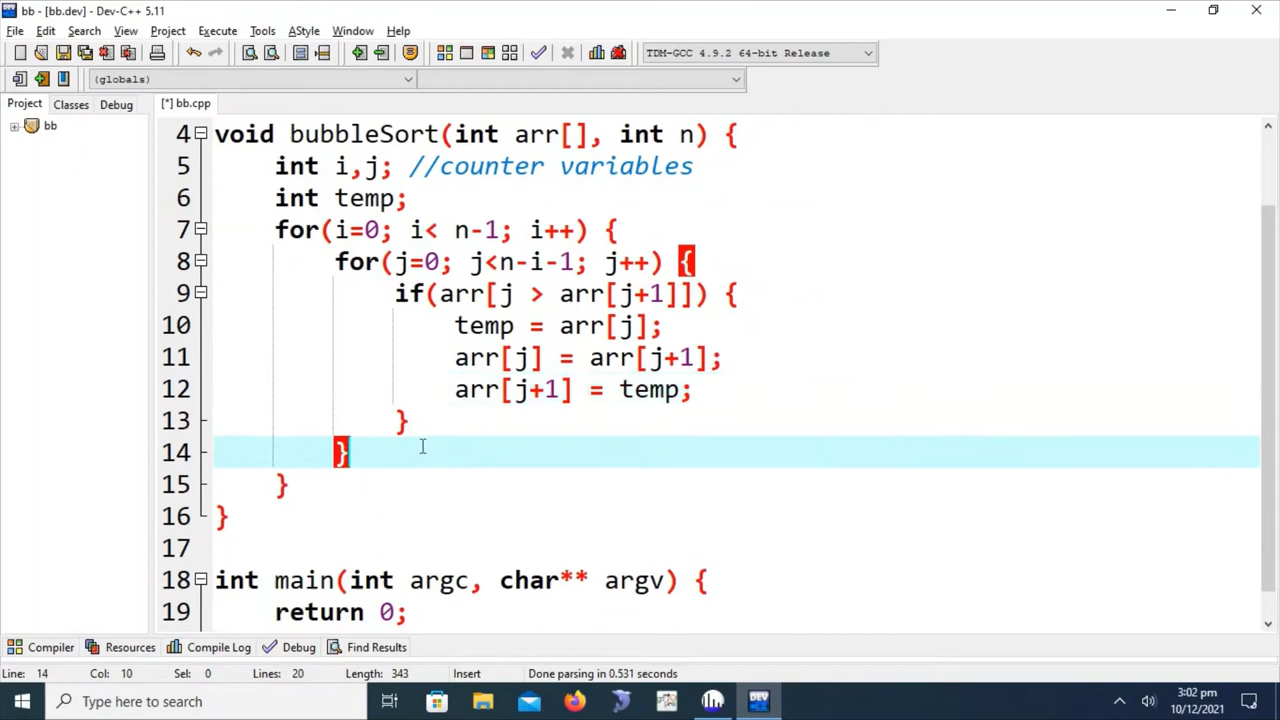 bb - [bb.dev] - Dev-C++ 5.11
File Edit Search View Project Execute Tools AStyle Window Help
TDM-GCC 4.9.2 64-bit Release
(globals)
Project Classes Debug
[*] bb.cpp
bb
4 void bubbleSort(int arr[], int n) {
5 int i,j; //counter variables
6 int temp;
7 for(i=0; i< n-1; i++) {
8 for(j=0; j<n-i-1; j++) {
9 if(arr[j > arr[j+1]]) {
10 temp = arr[j];
11 arr[j] = arr[j+1];
12 arr[j+1] = temp;
13 }
14 }
15 }
16 }
17
18 int main(int argc, char** argv) {
19 return 0;
Compiler Resources Compile Log Debug Find Results
Line: 14 Col: 10 Sel: 0 Lines: 20 Length: 343 Insert Done parsing in 0.531 seconds
Type here to search
DEV
3:02 pm
10/12/2021